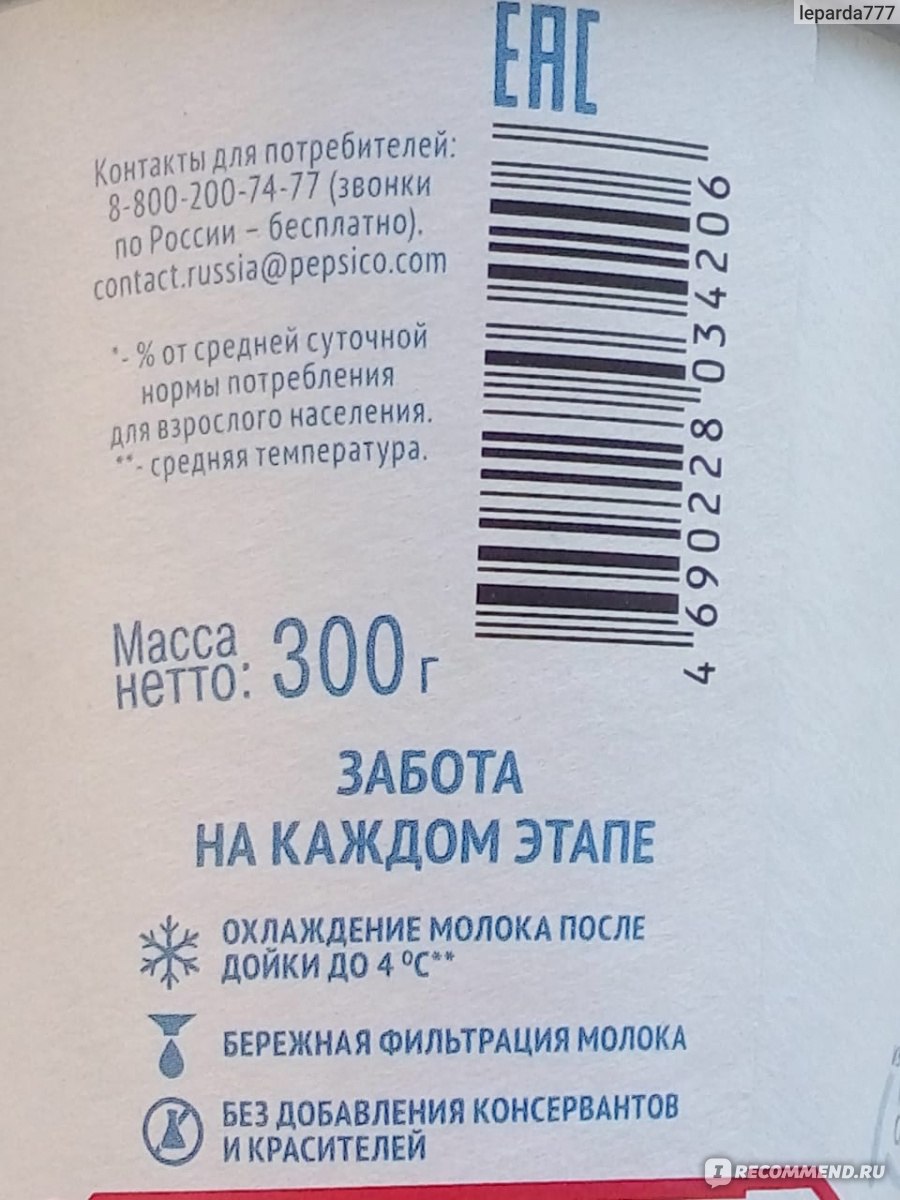 leparda777
EAC
Контакты для потребителей:
8-800-200-74-77 (звонки
по России – бесплатно),
contact.russia@pepsico.com
*- % от средней суточной
нормы потребления
для взрослого населения.
**- средняя температура.
4 690228 034206
Масса
нетто: 300 г
ЗАБОТА
НА КАЖДОМ ЭТАПЕ
ОХЛАЖДЕНИЕ МОЛОКА ПОСЛЕ
ДОЙКИ ДО 4 ºС**
БЕРЕЖНАЯ ФИЛЬТРАЦИЯ МОЛОКА
БЕЗ ДОБАВЛЕНИЯ КОНСЕРВАНТОВ
И КРАСИТЕЛЕЙ
I RECOMMEND.RU